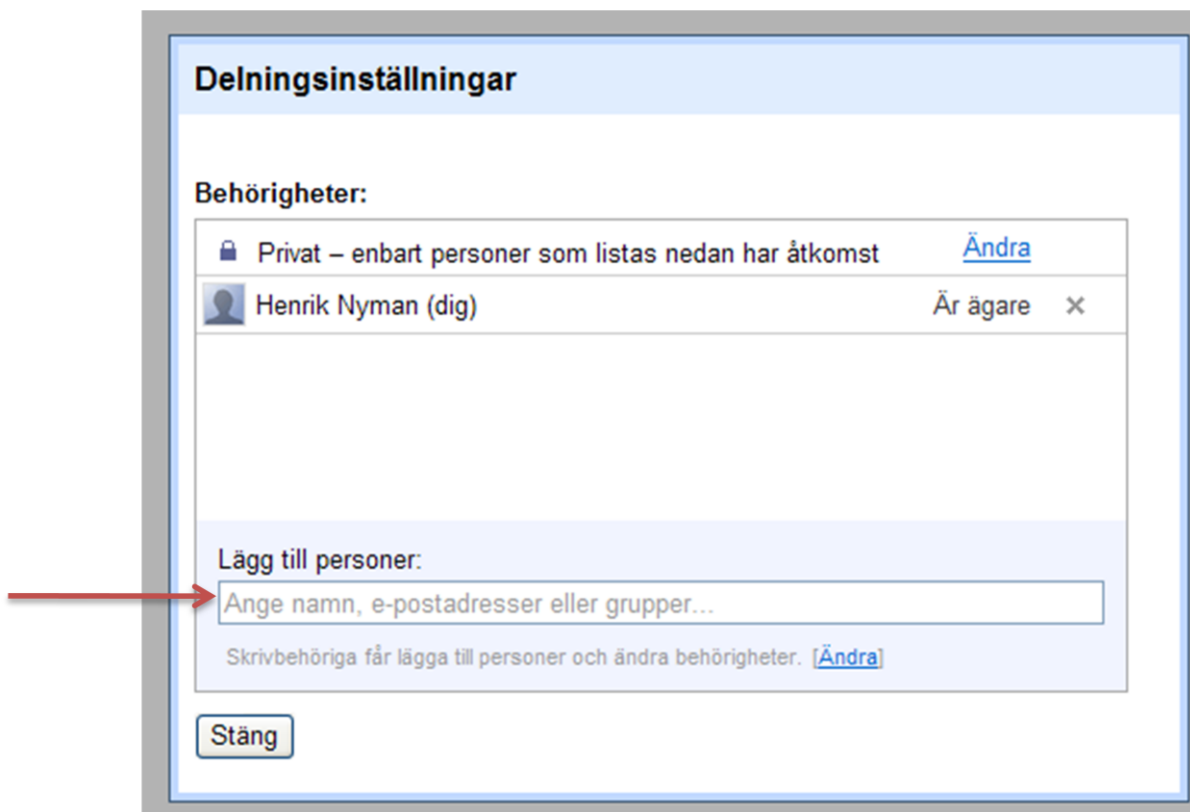 Delningsinställningar
Behörigheter:
Privat – enbart personer som listas nedan har åtkomst Ändra
Henrik Nyman (dig) Är ägare ×
Lägg till personer:
Ange namn, e-postadresser eller grupper...
Skrivbehöriga får lägga till personer och ändra behörigheter. [Ändra]
Stäng